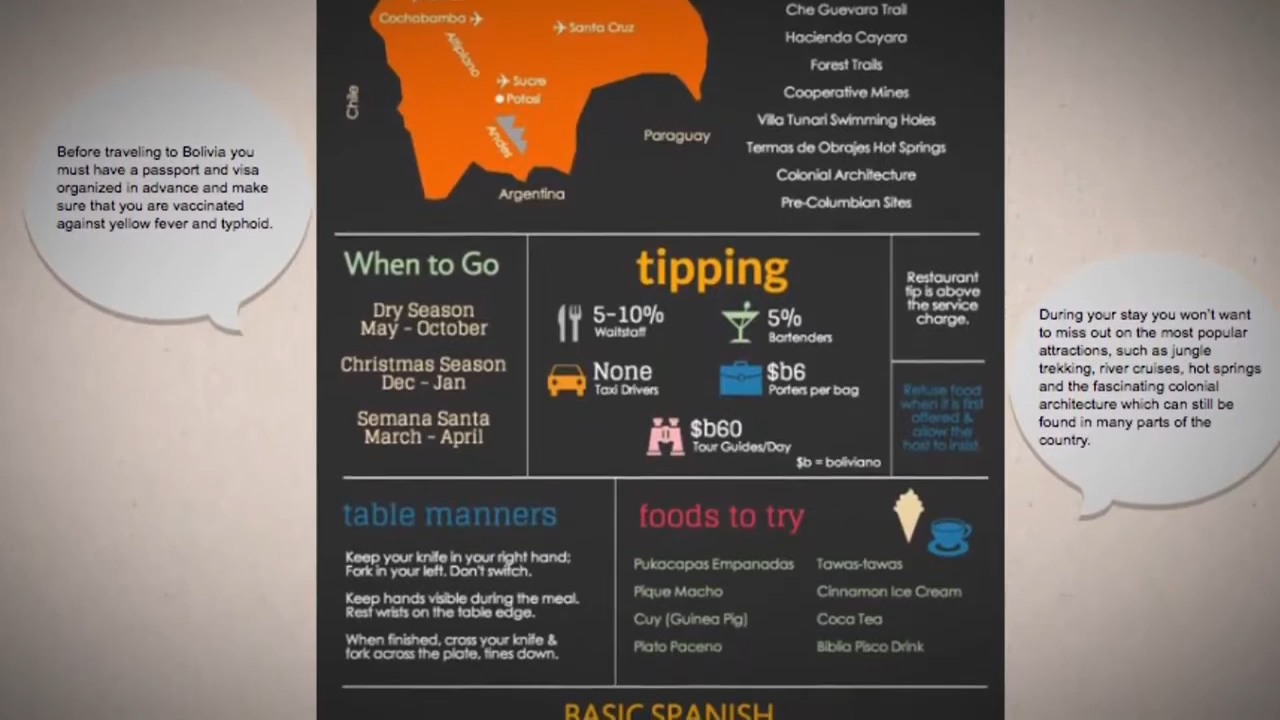 Cochabamba
Santa Cruz
Altiplano
Sucre
Potosí
Andes
Chile
Paraguay
Argentina
Che Guevara Trail
Hacienda Cayara
Forest Trails
Cooperative Mines
Villa Tunari Swimming Holes
Termas de Obrajes Hot Springs
Colonial Architecture
Pre-Columbian Sites
Before traveling to Bolivia you
must have a passport and visa
organized in advance and make
sure that you are vaccinated
against yellow fever and typhoid.
When to Go
Dry Season
May - October
Christmas Season
Dec - Jan
Semana Santa
March - April
tipping
5-10%
Waitstaff
5%
Bartenders
None
Taxi Drivers
$b6
Porters per bag
$b60
Tour Guides/Day
$b = boliviano
Restaurant
tip is above
the service
charge.
Refuse food
when it is first
offered &
allow the
host to insist.
During your stay you won't want
to miss out on the most popular
attractions, such as jungle
trekking, river cruises, hot springs
and the fascinating colonial
architecture which can still be
found in many parts of the
country.
table manners
Keep your knife in your right hand;
Fork in your left. Don't switch.
Keep hands visible during the meal.
Rest wrists on the table edge.
When finished, cross your knife &
fork across the plate, tines down.
foods to try
Pukacapas Empanadas
Pique Macho
Cuy (Guinea Pig)
Plato Paceno
Tawas-tawas
Cinnamon Ice Cream
Coca Tea
Biblia Pisco Drink
BASIC SPANISH